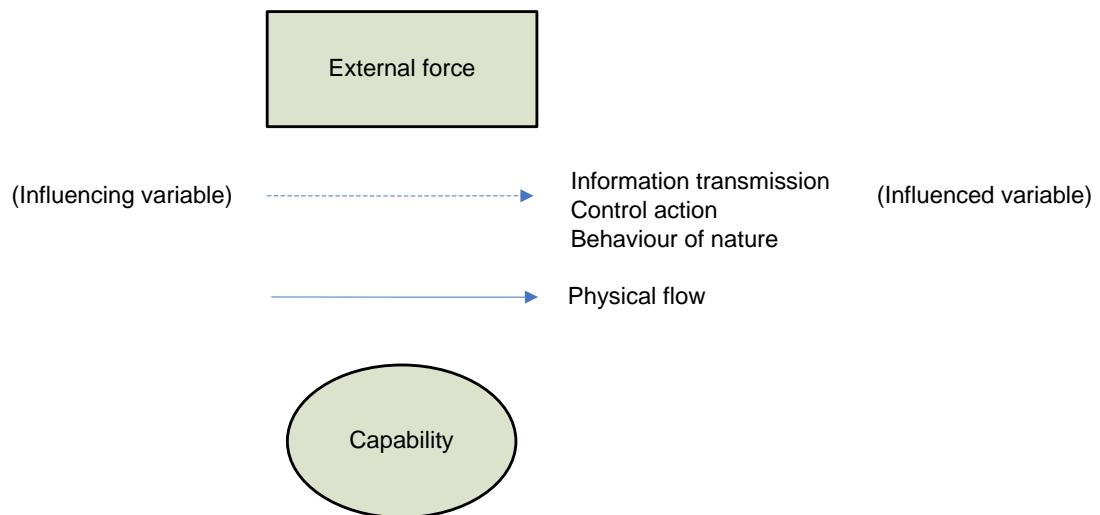 External force
(Influencing variable)
Information transmission
Control action
Behaviour of nature
(Influenced variable)
Physical flow
Capability